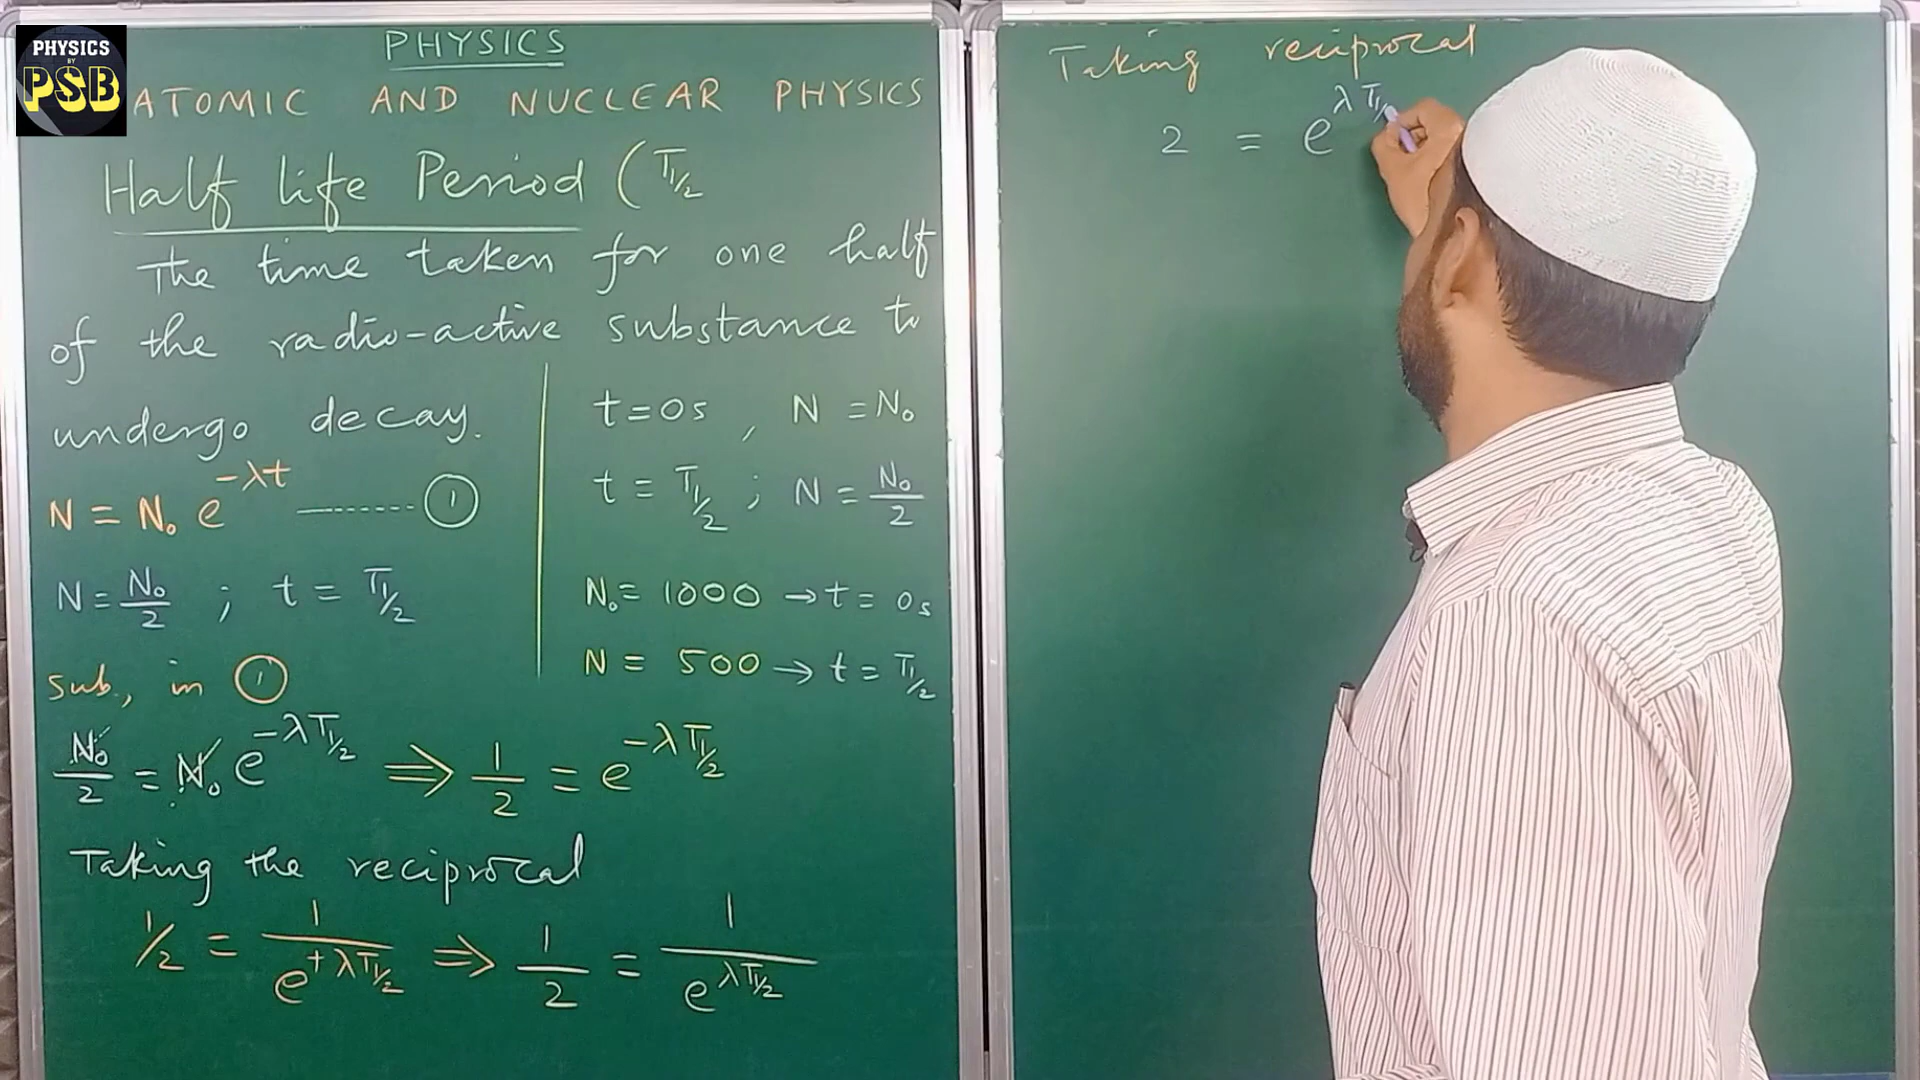 PHYSICS
BY
PSB
PHYSICS
ATOMIC AND NUCLEAR PHYSICS
Half life Period (T1/2
The time taken for one half
of the radio-active substance to
undergo decay.
N = N₀ e^-λt -------- ①
N = N₀/2 ; t = T1/2
sub, in ①
N₀/2 = N₀ e^-λT1/2 ⇒ 1/2 = e^-λT1/2
Taking the reciprocal
1/2 = 1/e^+λT1/2 ⇒ 1/2 = 1/e^λT1/2
t = 0s , N = N₀
t = T1/2 ; N = N₀/2
N₀ = 1000 → t = 0s
N = 500 → t = T1/2
Taking reciprocal
2 = e^λT1/